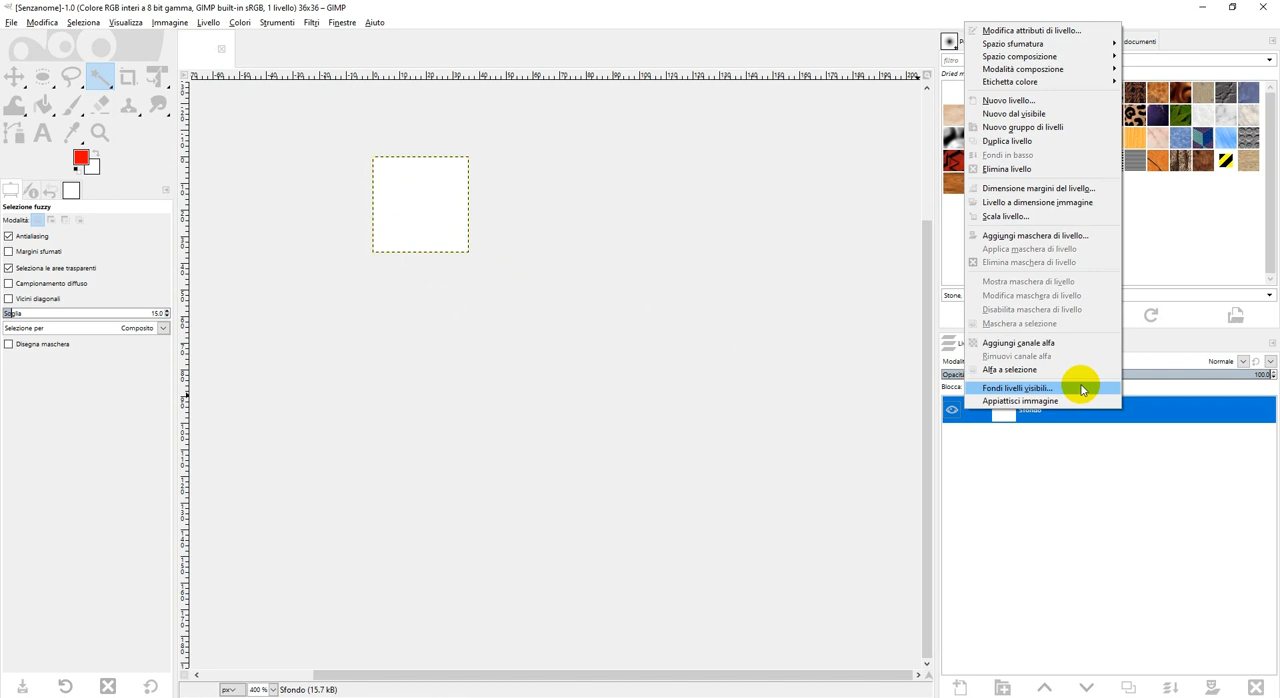 [Senzanome]-1.0 (Colore RGB interi a 8 bit gamma, GIMP built-in sRGB, 1 livello) 36x36 – GIMP
File Modifica Seleziona Visualizza Immagine Livello Colori Strumenti Filtri Finestre Aiuto
Selezione fuzzy
Modalità:
Antialiasing
Margini sfumati
Seleziona le aree trasparenti
Campionamento diffuso
Vicini diagonali
Soglia 15.0
Selezione per Composito
Disegna maschera
px 400 % Sfondo (15.7 kB)
documenti
filtro
Dried m
Stone,
Modalit Normale
Opacit 100.0
Blocca:
Sfondo
Modifica attributi di livello...
Spazio sfumatura
Spazio composizione
Modalità composzione
Etichetta colore
Nuovo livello...
Nuovo dal visibile
Nuovo gruppo di livelli
Duplica livello
Fondi in basso
Elimina livello
Dimensione margini del livello...
Livello a dimensione immagine
Scala livello...
Aggiungi maschera di livello...
Applica maschera di livello
Elimina maschera di livello
Mostra maschera di livello
Modifica maschera di livello
Disabilita maschera di livello
Maschera a selezione
Aggiungi canale alfa
Rimuovi canale alfa
Alfa a selezione
Fondi livelli visibili...
Appiattisci immagine